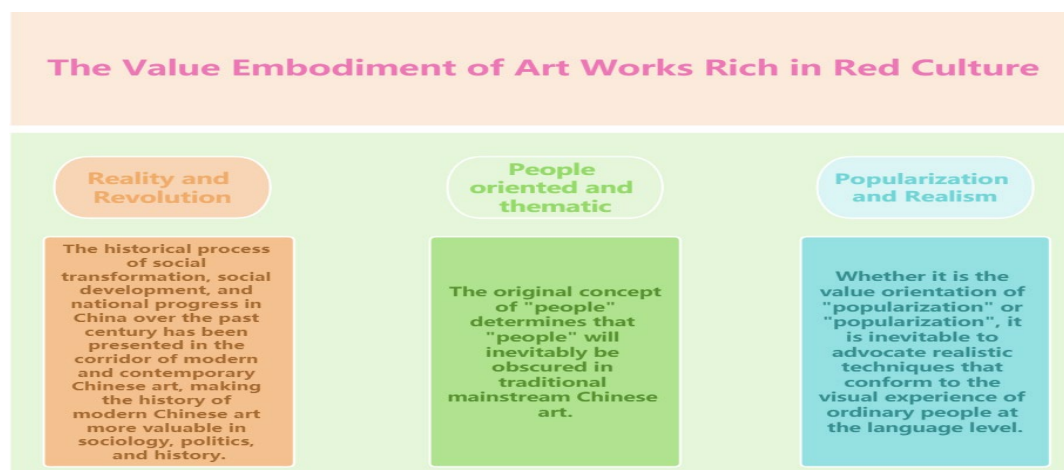 The Value Embodiment of Art Works Rich in Red Culture
Reality and
Revolution
The historical process
of social
transformation, social
development, and
national progress in
China over the past
century has been
presented in the
corridor of modern
and contemporary
Chinese art, making
the history of
modern Chinese art
more valuable in
sociology, politics,
and history.
People
oriented and
thematic
The original concept
of "people"
determines that
"people" will
inevitably be
obscured in
traditional
mainstream Chinese
art.
Popularization
and Realism
Whether it is the
value orientation of
"popularization" or
"popularization", it
is inevitable to
advocate realistic
techniques that
conform to the
visual experience of
ordinary people at
the language level.